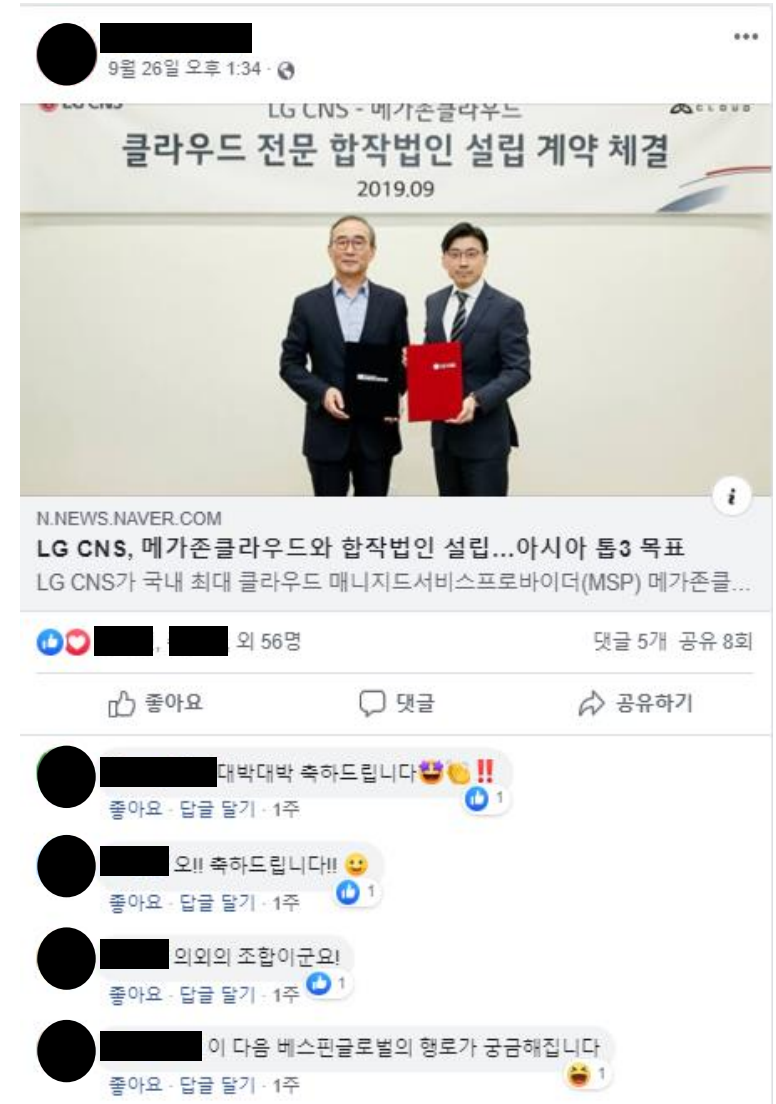 9월 26일 오후 1:34 ·
LG CNS
LG CNS - 메가존클라우드
CLOUD
클라우드 전문 합작법인 설립 계약 체결
2019.09
N.NEWS.NAVER.COM
LG CNS, 메가존클라우드와 합작법인 설립...아시아 톱3 목표
LG CNS가 국내 최대 클라우드 매니지드서비스프로바이더(MSP) 메가존클...
, 외 56명
댓글 5개 공유 8회
좋아요 댓글 공유하기
대박대박 축하드립니다🤩👏‼️
좋아요 · 답글 달기 · 1주
1
오!! 축하드립니다!! 🙂
좋아요 · 답글 달기 · 1주
1
의외의 조합이군요!
좋아요 · 답글 달기 · 1주
1
이 다음 베스핀글로벌의 행로가 궁금해집니다
좋아요 · 답글 달기 · 1주
1